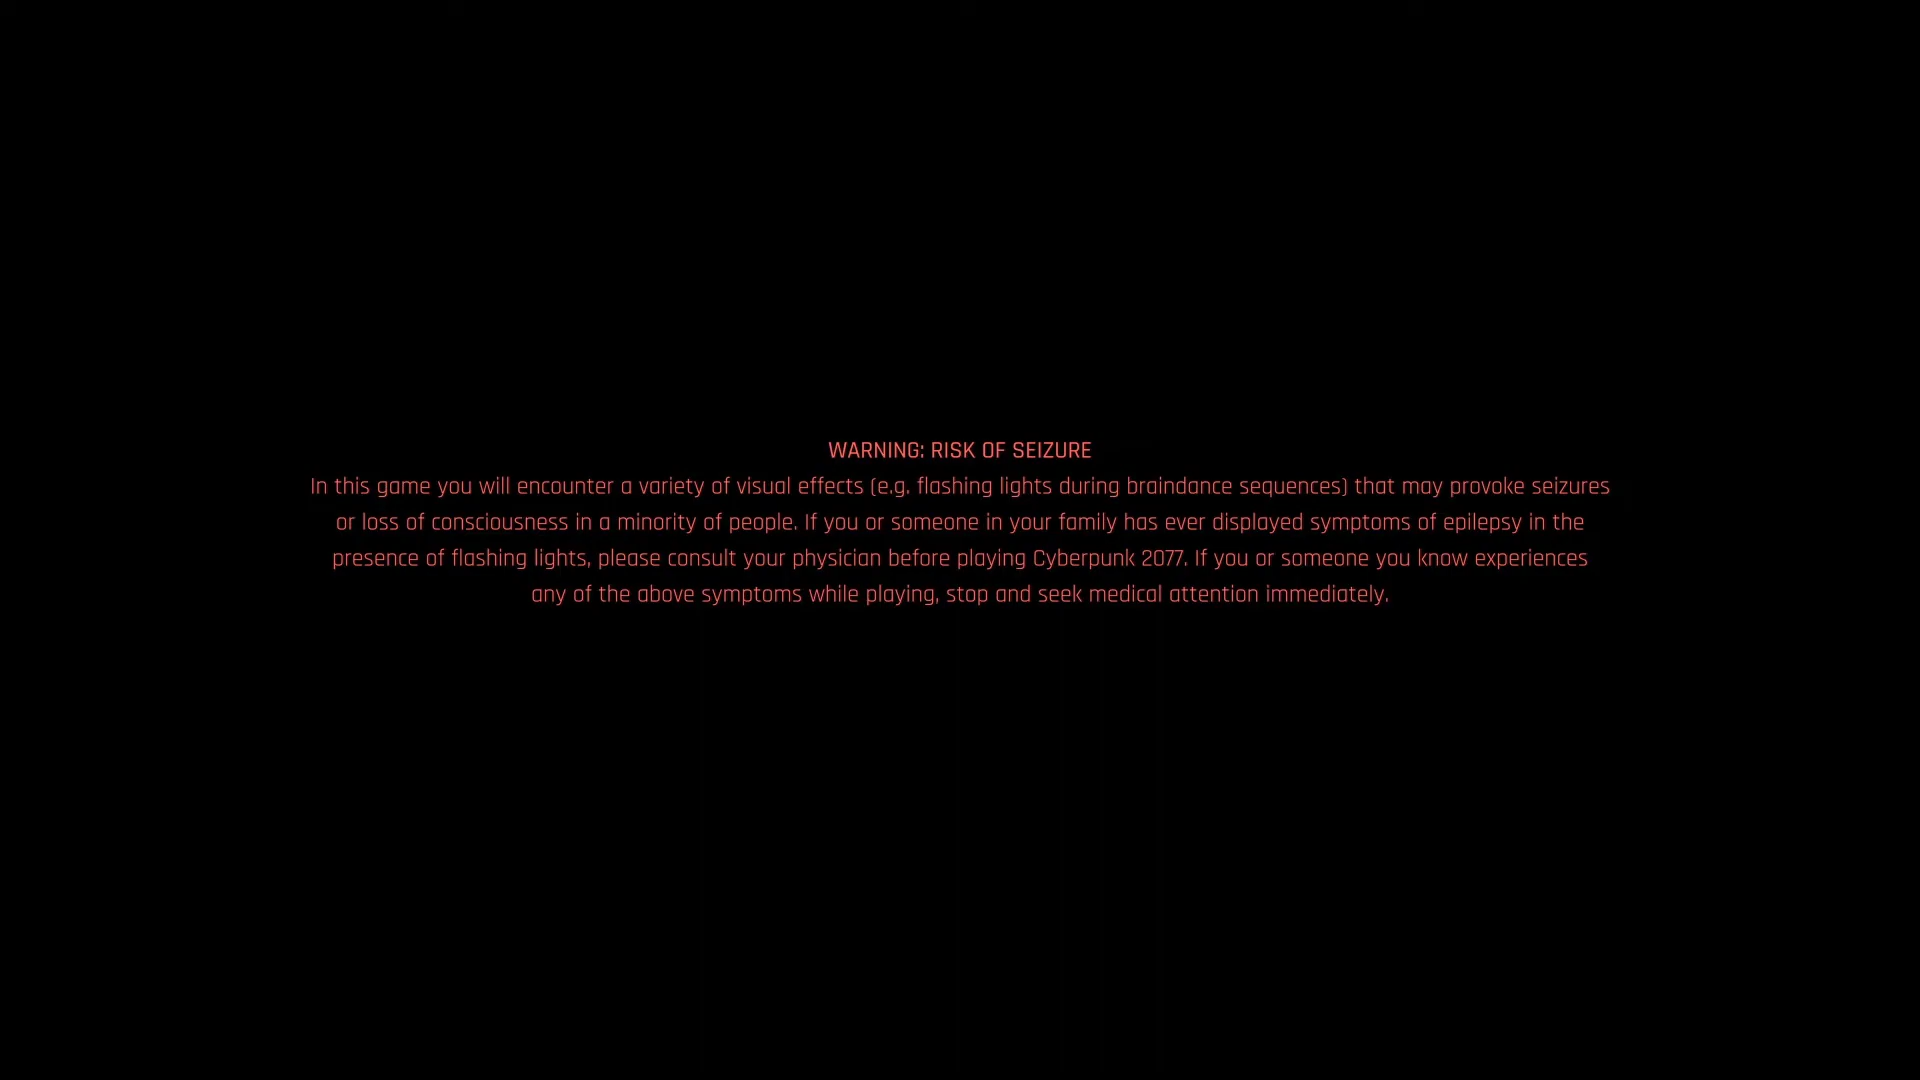 WARNING: RISK OF SEIZURE
In this game you will encounter a variety of visual effects (e.g. flashing lights during braindance sequences) that may provoke seizures
or loss of consciousness in a minority of people. If you or someone in your family has ever displayed symptoms of epilepsy in the
presence of flashing lights, please consult your physician before playing Cyberpunk 2077. If you or someone you know experiences
any of the above symptoms while playing, stop and seek medical attention immediately.